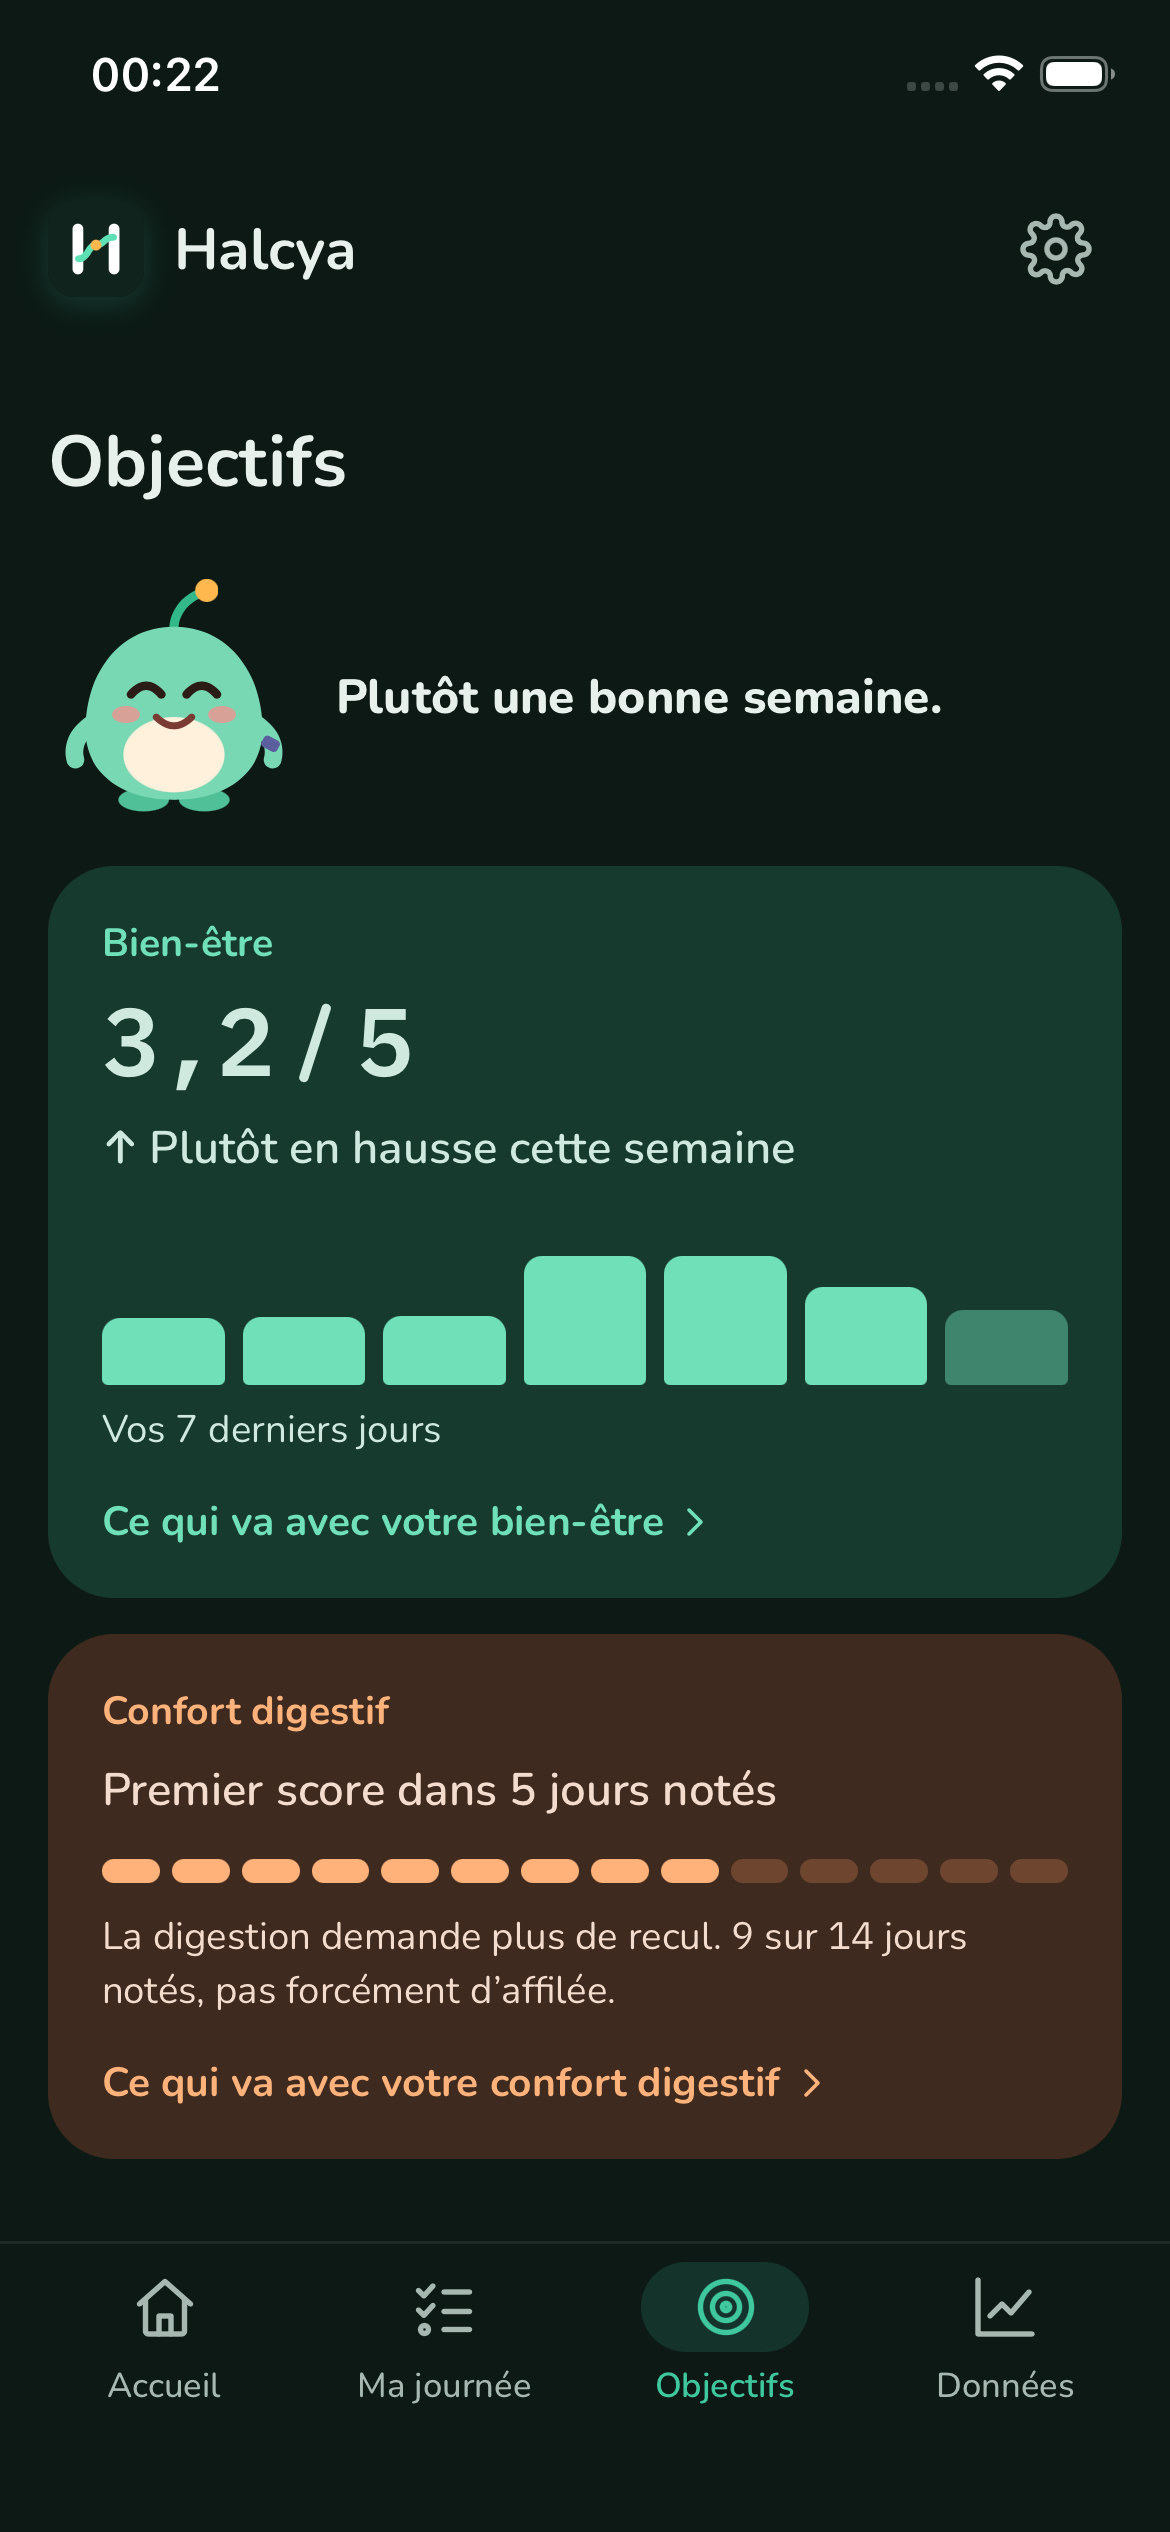 00:22
Halcya
Objectifs
Plutôt une bonne semaine.
Bien-être
3,2/5
↑ Plutôt en hausse cette semaine
Vos 7 derniers jours
Ce qui va avec votre bien-être >
Confort digestif
Premier score dans 5 jours notés
La digestion demande plus de recul. 9 sur 14 jours
notés, pas forcément d’affilée.
Ce qui va avec votre confort digestif >
Accueil
Ma journée
Objectifs
Données